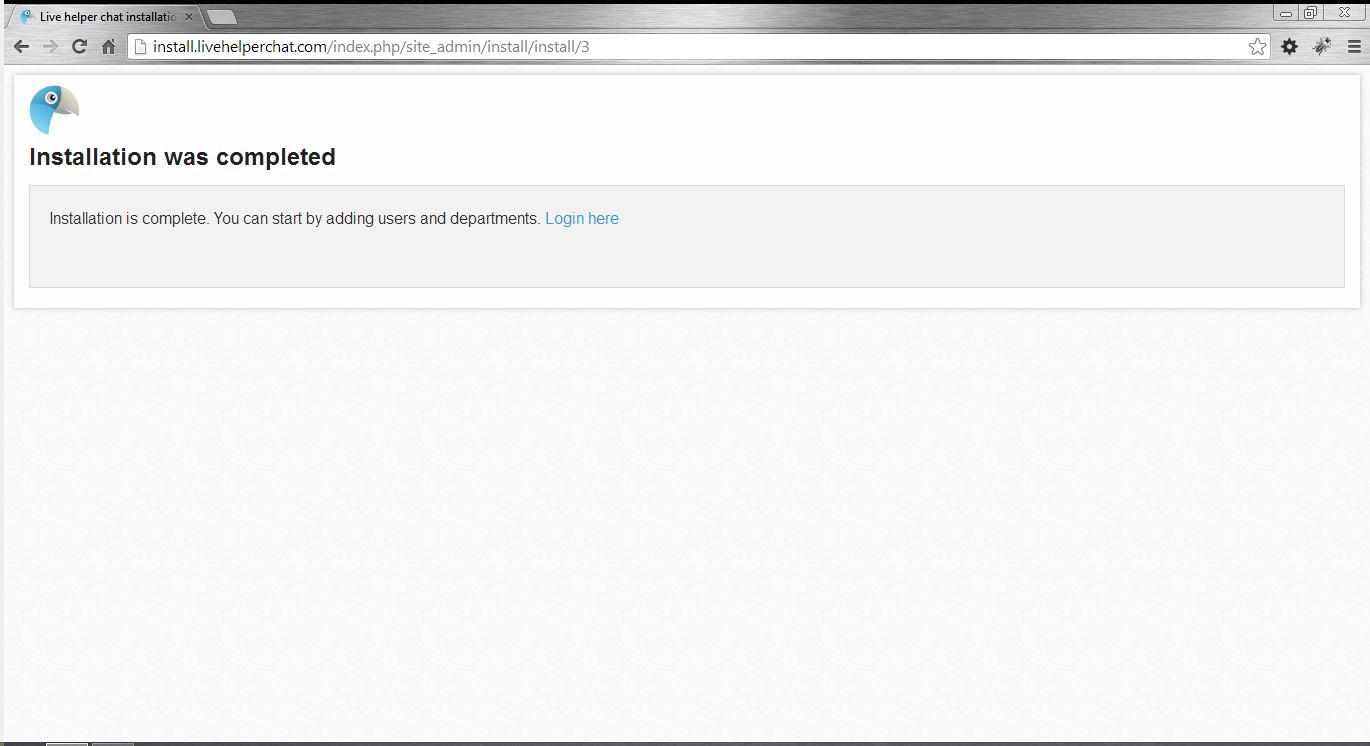 Live helper chat installatio
install.livehelperchat.com/index.php/site_admin/install/install/3
Installation was completed
Installation is complete. You can start by adding users and departments. Login here